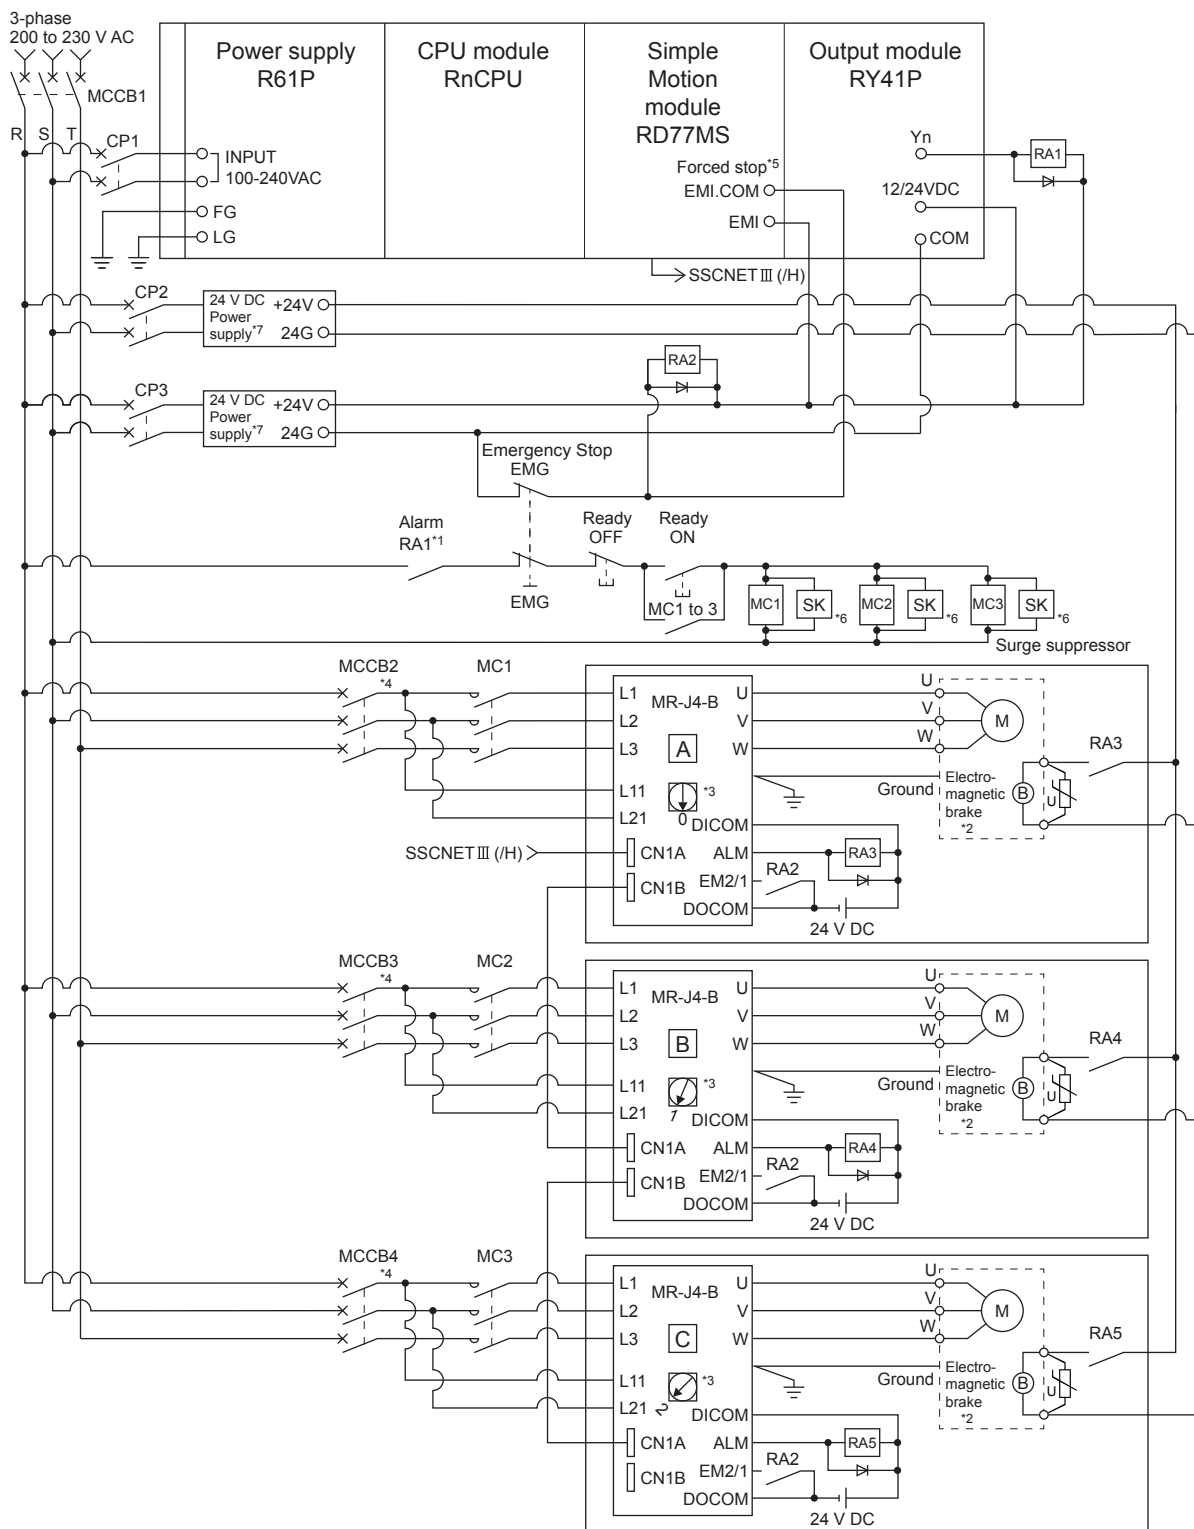 3-phase
200 to 230 V AC
MCCB1
R S T
CP1
Power supply
R61P
CPU module
RnCPU
Simple
Motion
module
RD77MS
Output module
RY41P
INPUT
100-240VAC
FG
LG
Forced stop*5
EMI.COM
EMI
Yn
12/24VDC
COM
RA1
SSCNETⅢ (/H)
CP2
24 V DC
Power
supply*7
+24V
24G
RA2
CP3
24 V DC
Power
supply*7
+24V
24G
Emergency Stop
EMG
Alarm
RA1*1
EMG
Ready
OFF
Ready
ON
MC1 to 3
MC1 SK *6
MC2 SK *6
MC3 SK *6
Surge suppressor
MCCB2
*4
MC1
L1
L2
L3
L11
L21
MR-J4-B
A
*3
0
U
V
W
U
V
W
M
Ground
Electro-
magnetic
brake
*2
B
U
RA3
SSCNETⅢ (/H)
CN1A
CN1B
DICOM
ALM
EM2/1
DOCOM
RA3
RA2
24 V DC
MCCB3
*4
MC2
L1
L2
L3
L11
L21
MR-J4-B
B
*3
1
U
V
W
U
V
W
M
Ground
Electro-
magnetic
brake
*2
B
U
RA4
CN1A
CN1B
DICOM
ALM
EM2/1
DOCOM
RA4
RA2
24 V DC
MCCB4
*4
MC3
L1
L2
L3
L11
L21
MR-J4-B
C
*3
2
U
V
W
U
V
W
M
Ground
Electro-
magnetic
brake
*2
B
U
RA5
CN1A
CN1B
DICOM
ALM
EM2/1
DOCOM
RA5
RA2
24 V DC